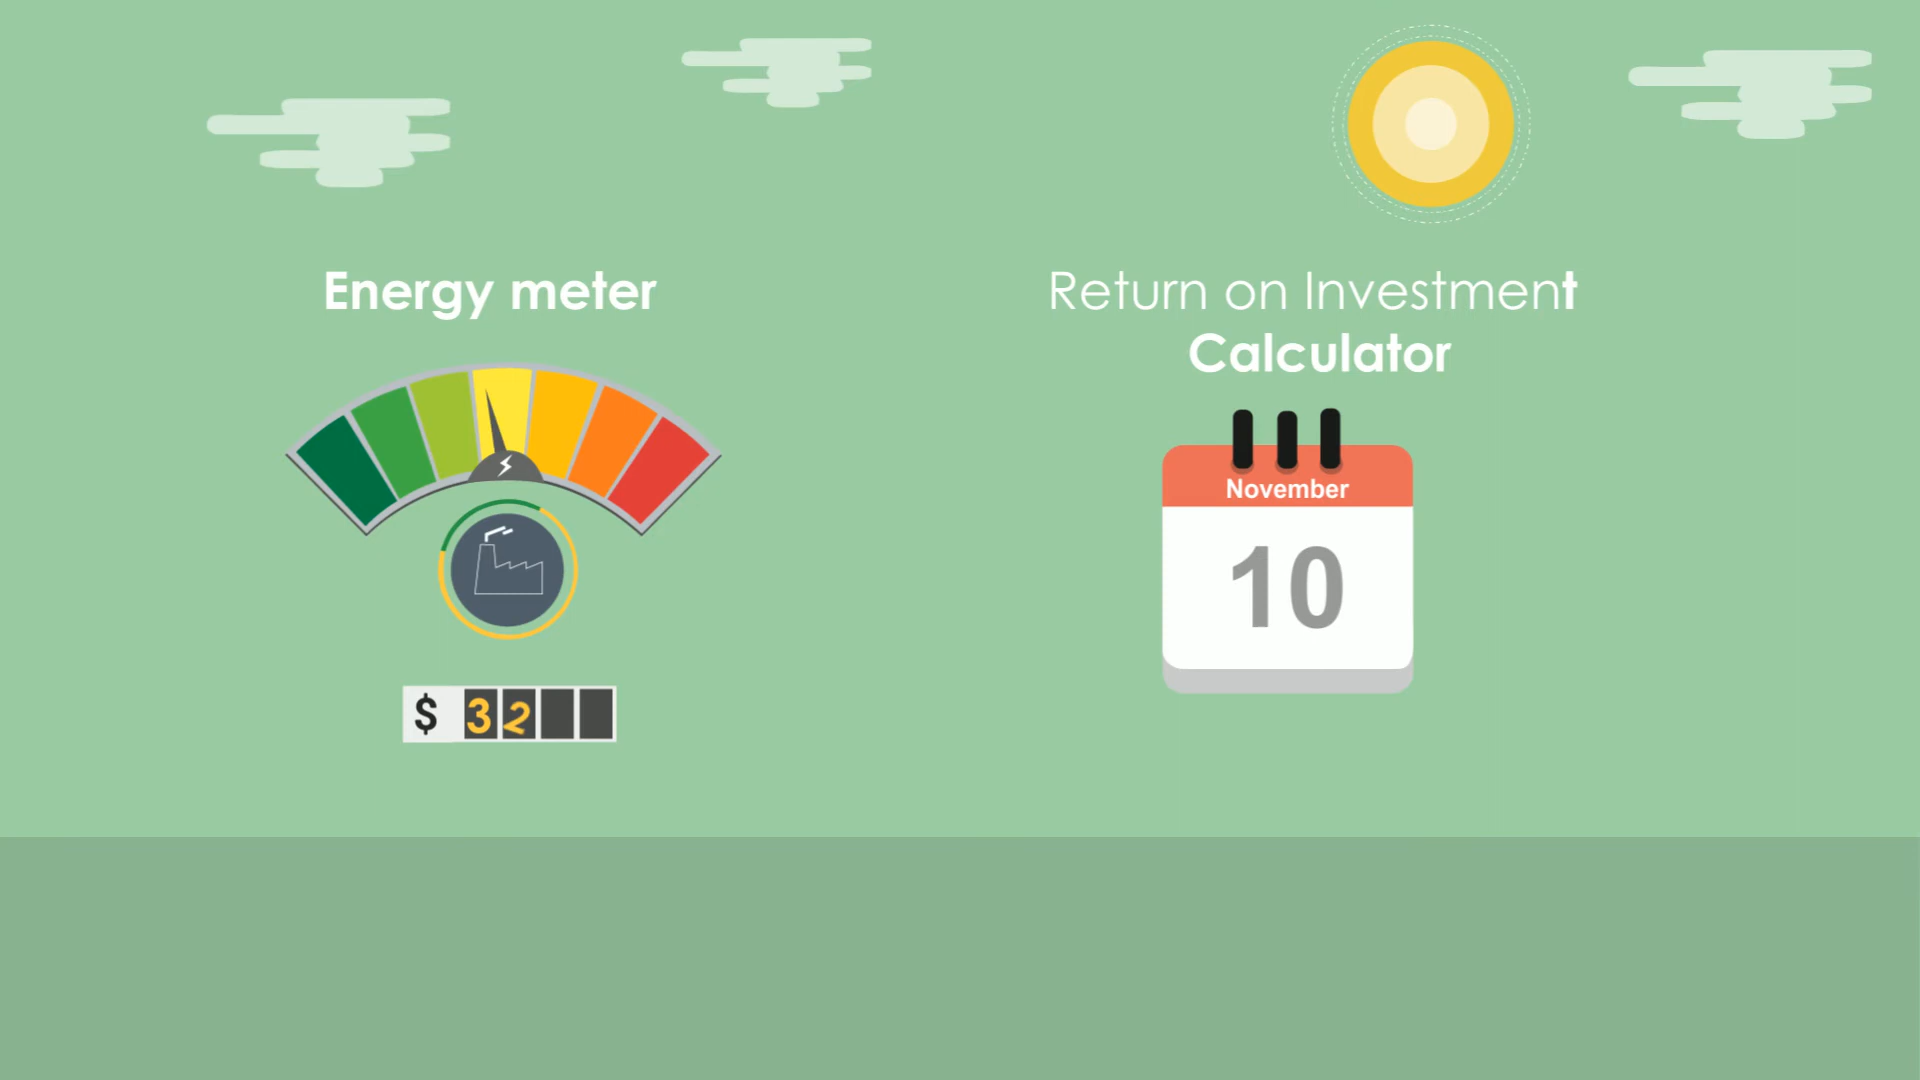 Energy meter
Return on Investment
Calculator
November
10
$ 32